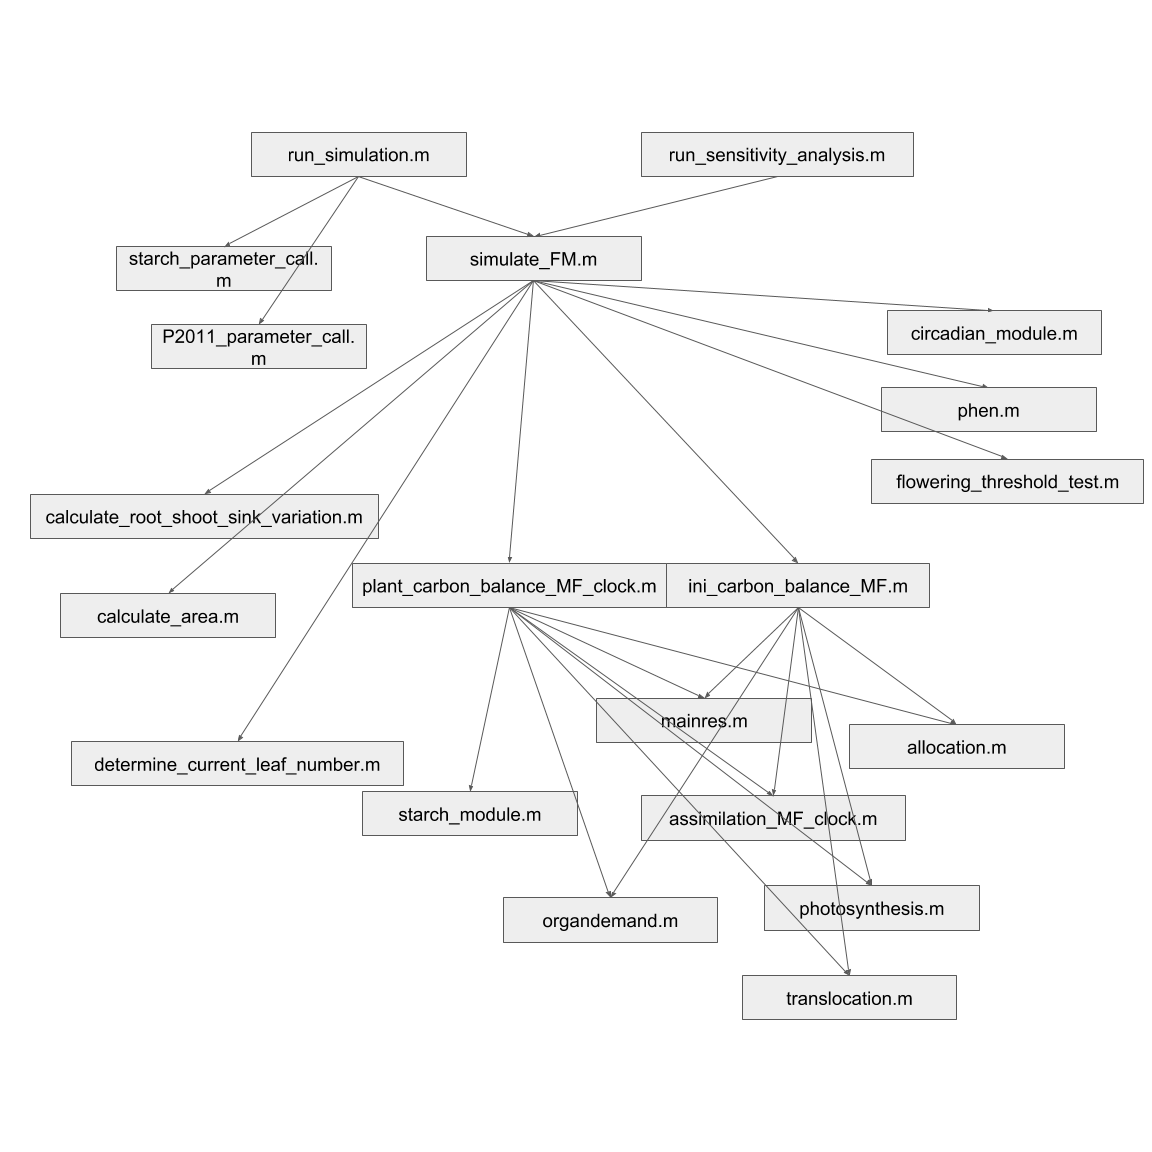 run_simulation.m
run_sensitivity_analysis.m
starch_parameter_call.
m
simulate_FM.m
P2011_parameter_call.
m
circadian_module.m
phen.m
flowering_threshold_test.m
calculate_root_shoot_sink_variation.m
plant_carbon_balance_MF_clock.m
ini_carbon_balance_MF.m
calculate_area.m
mainres.m
allocation.m
determine_current_leaf_number.m
starch_module.m
assimilation_MF_clock.m
organdemand.m
photosynthesis.m
translocation.m